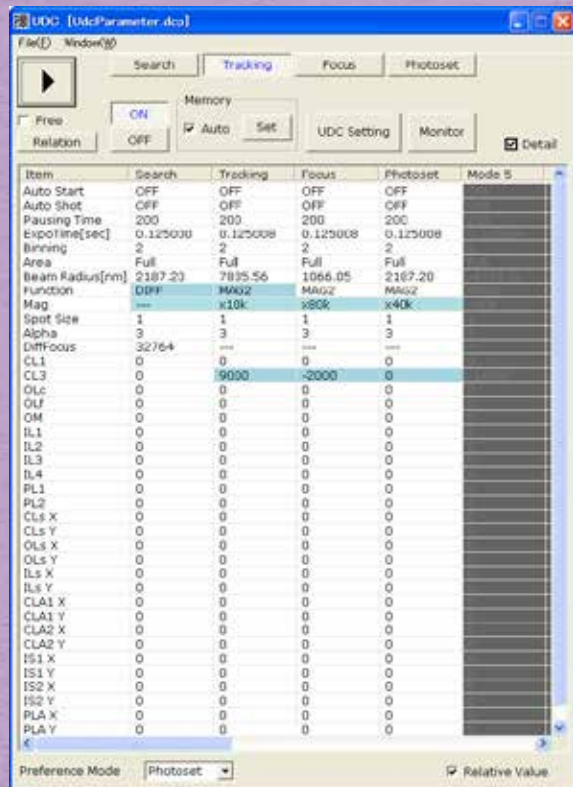 UDC [UdcParameter.dco]
File(F) Window(W)
Search Tracking Focus Photoset
Free
ON
OFF
Memory
Auto Set
UDC Setting Monitor
Relation
Detail
Item Search Tracking Focus Photoset Mode 5
Auto Start OFF OFF OFF OFF
Auto Shot OFF OFF OFF OFF
Pausing Time 200 200 200 200
ExpoTime[sec] 0.125008 0.125008 0.125008
Binning 2 2 2 2
Area Full Full Full Full
Beam Radius[nm] 2187.20 7835.56 1066.05 2187.20
Function DIFF MAG2 MAG2 MAG2
Mag --- x10k x80k x40k
Spot Size 1 1 1 1
Alpha 3 3 3 3
DiffFocus 32764 --- --- ---
CL1 0 0 0 0
CL3 0 9000 -2000 0
OLc 0 0 0 0
OLf 0 0 0 0
OM 0 0 0 0
IL1 0 0 0 0
IL2 0 0 0 0
IL3 0 0 0 0
IL4 0 0 0 0
PL1 0 0 0 0
PL2 0 0 0 0
CLs X 0 0 0 0
CLs Y 0 0 0 0
OLs X 0 0 0 0
OLs Y 0 0 0 0
ILs X 0 0 0 0
ILs Y 0 0 0 0
CLA1 X 0 0 0 0
CLA1 Y 0 0 0 0
CLA2 X 0 0 0 0
CLA2 Y 0 0 0 0
IS1 X 0 0 0 0
IS1 Y 0 0 0 0
IS2 X 0 0 0 0
IS2 Y 0 0 0 0
PLA X 0 0 0 0
PLA Y 0 0 0 0
Preference Mode Photoset Relative Value